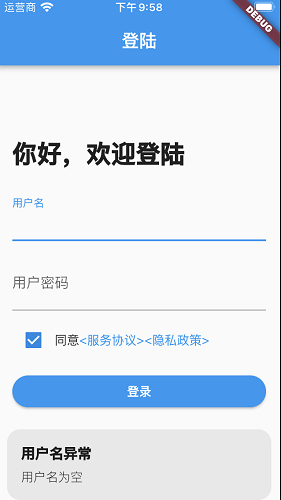 运营商 下午9:58
DEBUG
登陆
你好，欢迎登陆
用户名
用户密码
同意<服务协议><隐私政策>
登录
用户名异常
用户名为空